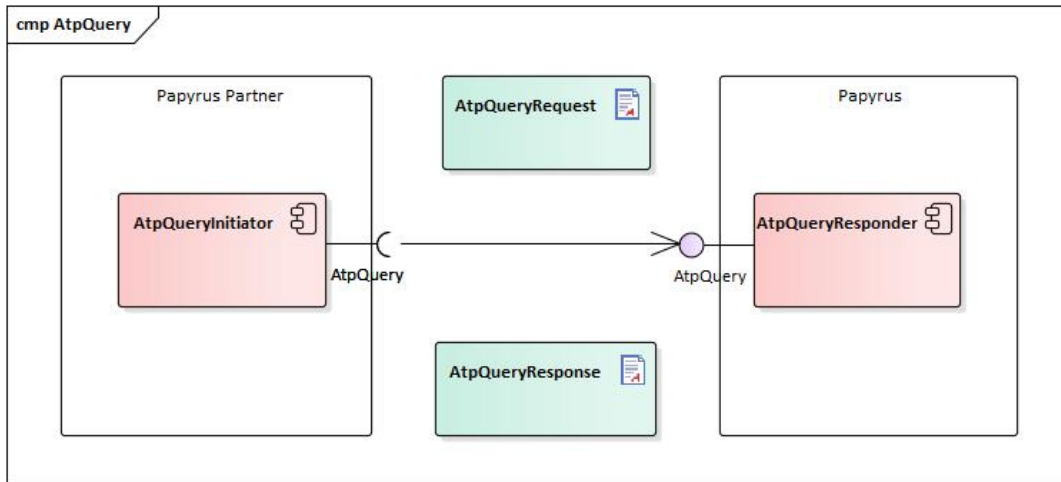 cmp AtpQuery
Papyrus Partner
AtpQueryRequest
Papyrus
AtpQueryInitiator
AtpQueryResponder
AtpQuery
AtpQuery
AtpQueryResponse